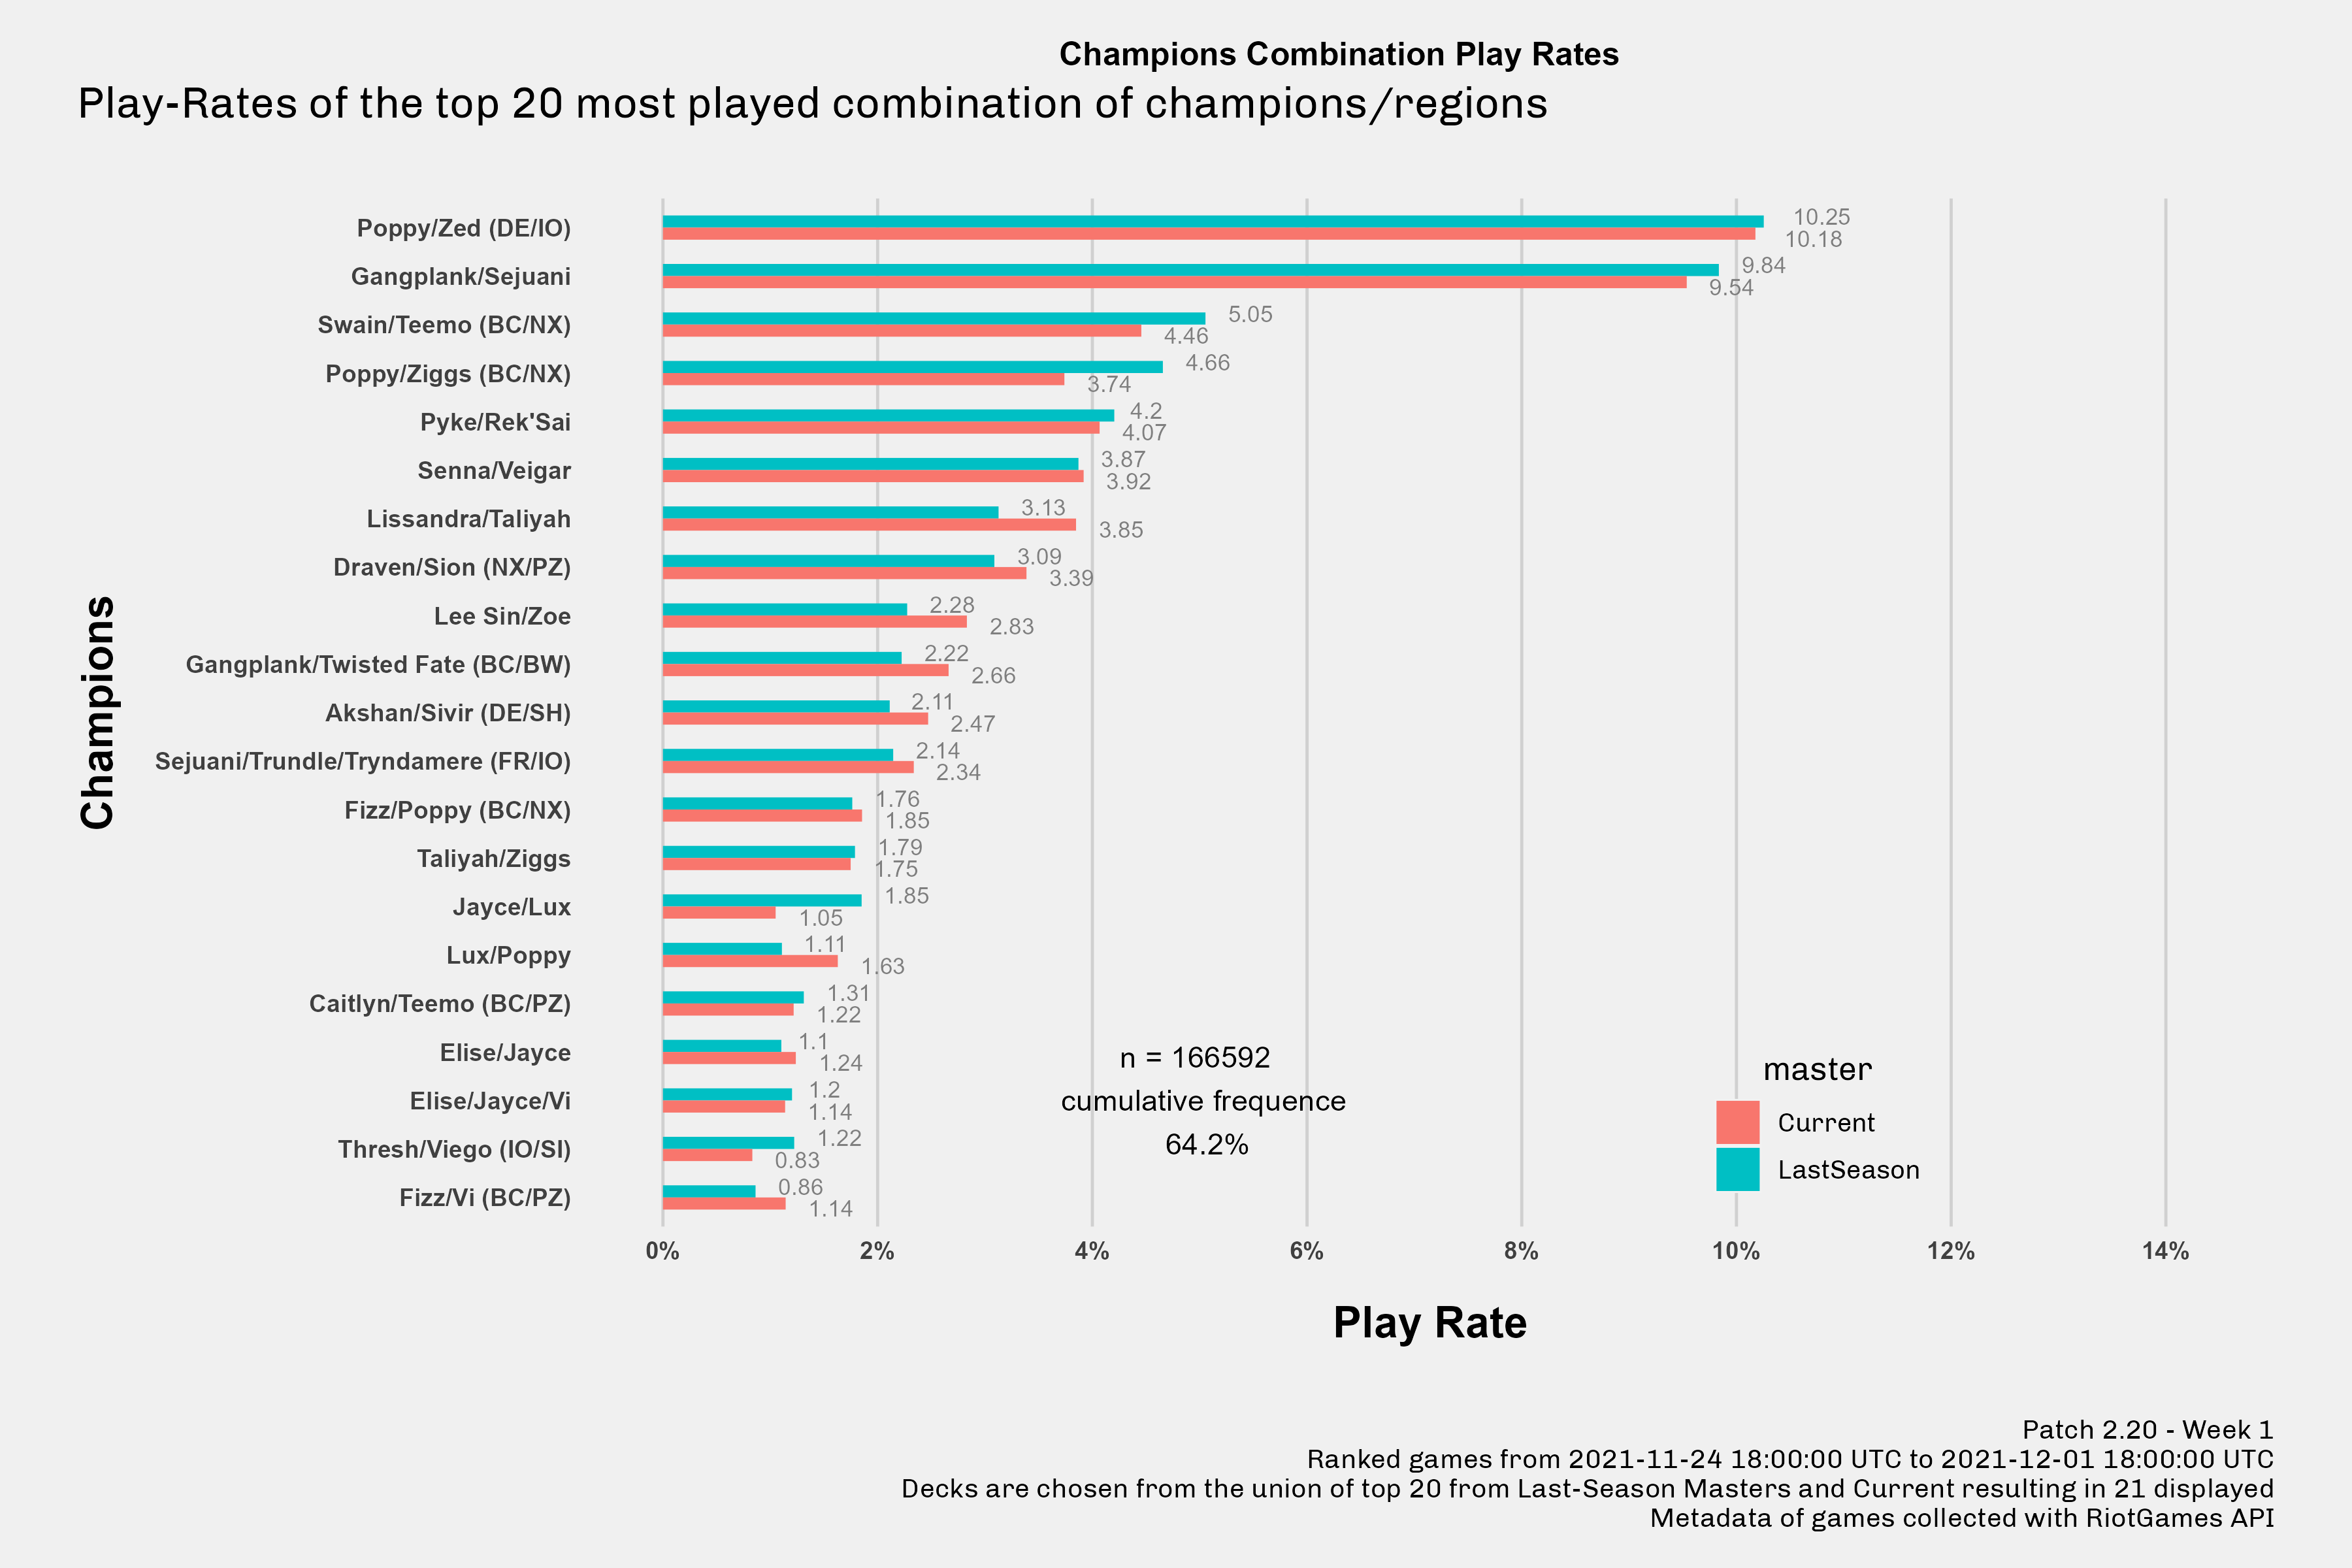 Champions Combination Play Rates
Play-Rates of the top 20 most played combination of champions/regions
Champions
Poppy/Zed (DE/IO)
10.25
10.18
Gangplank/Sejuani
9.84
9.54
Swain/Teemo (BC/NX)
5.05
4.46
Poppy/Ziggs (BC/NX)
4.66
3.74
Pyke/Rek'Sai
4.2
4.07
Senna/Veigar
3.87
3.92
Lissandra/Taliyah
3.13
3.85
Draven/Sion (NX/PZ)
3.09
3.39
Lee Sin/Zoe
2.28
2.83
Gangplank/Twisted Fate (BC/BW)
2.22
2.66
Akshan/Sivir (DE/SH)
2.11
2.47
Sejuani/Trundle/Tryndamere (FR/IO)
2.14
2.34
Fizz/Poppy (BC/NX)
1.76
1.85
Taliyah/Ziggs
1.79
1.75
Jayce/Lux
1.85
1.05
Lux/Poppy
1.11
1.63
Caitlyn/Teemo (BC/PZ)
1.31
1.22
Elise/Jayce
1.1
1.24
Elise/Jayce/Vi
1.2
1.14
Thresh/Viego (IO/SI)
1.22
0.83
Fizz/Vi (BC/PZ)
0.86
1.14
n = 166592
cumulative frequence
64.2%
master
Current
LastSeason
0% 2% 4% 6% 8% 10% 12% 14%
Play Rate
Patch 2.20 - Week 1
Ranked games from 2021-11-24 18:00:00 UTC to 2021-12-01 18:00:00 UTC
Decks are chosen from the union of top 20 from Last-Season Masters and Current resulting in 21 displayed
Metadata of games collected with RiotGames API